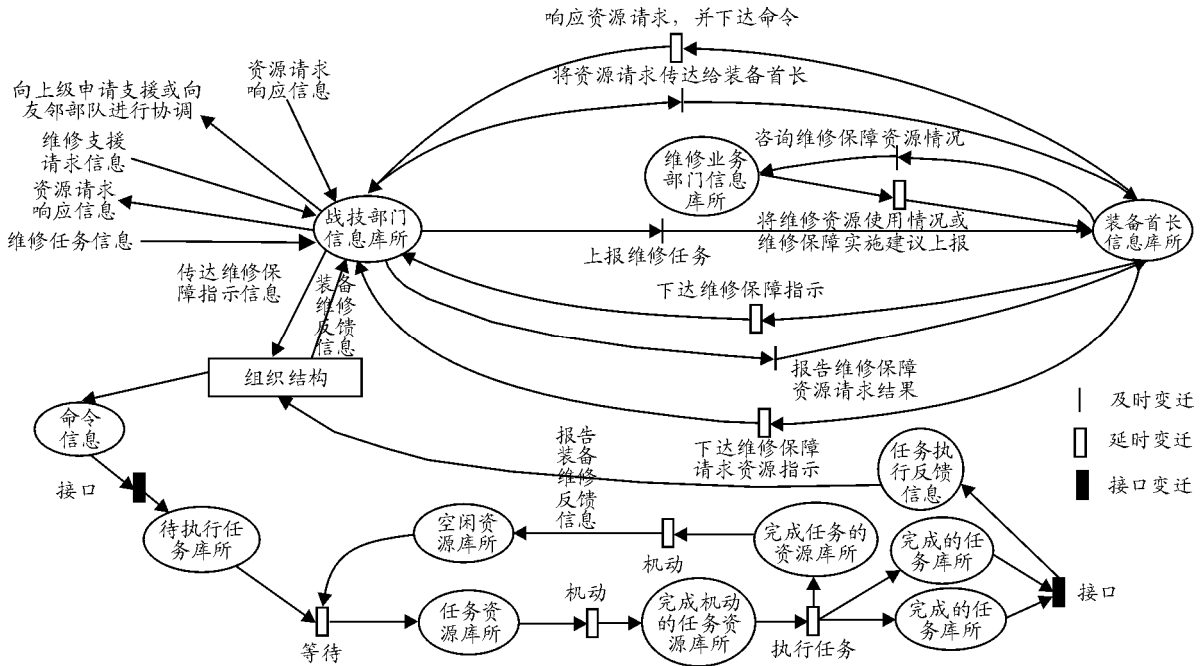 响应资源请求，并下达命令
资源请求
响应信息
将资源请求传达给装备首长
向上级申请支援或向
友邻部队进行协调
维修支援
请求信息
资源请求
响应信息
维修任务信息
战技部门
信息库所
维修业务
部门信息
库所
咨询维修保障资源情况
将维修资源使用情况或
维修保障实施建议上报
装备首长
信息库所
上报维修任务
传达维修保
障指示信息
装备
维修
反馈
信息
下达维修保障指示
报告维修保障
资源请求结果
组织结构
命令
信息
下达维修保障
请求资源指示
报告
装备
维修
反馈
信息
任务执
行反馈
信息
及时变迁
延时变迁
接口变迁
接口
待执行任
务库所
空闲资
源库所
机动
完成任务的
资源库所
完成的任
务库所
接口
等待
任务资
源库所
机动
完成机动
的任务资
源库所
执行任务
完成的任
务库所